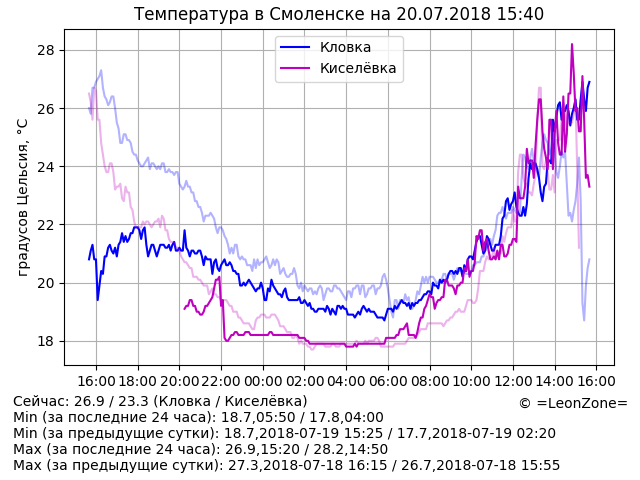 Температура в Смоленске на 20.07.2018 15:40
Кловка
Киселёвка
градусов Цельсия, °C
28
26
24
22
20
18
16:00 18:00 20:00 22:00 00:00 02:00 04:00 06:00 08:00 10:00 12:00 14:00 16:00
Сейчас: 26.9 / 23.3 (Кловка / Киселёвка)
© =LeonZone=
Min (за последние 24 часа): 18.7,05:50 / 17.8,04:00
Min (за предыдущие сутки): 18.7,2018-07-19 15:25 / 17.7,2018-07-19 02:20
Max (за последние 24 часа): 26.9,15:20 / 28.2,14:50
Max (за предыдущие сутки): 27.3,2018-07-18 16:15 / 26.7,2018-07-18 15:55